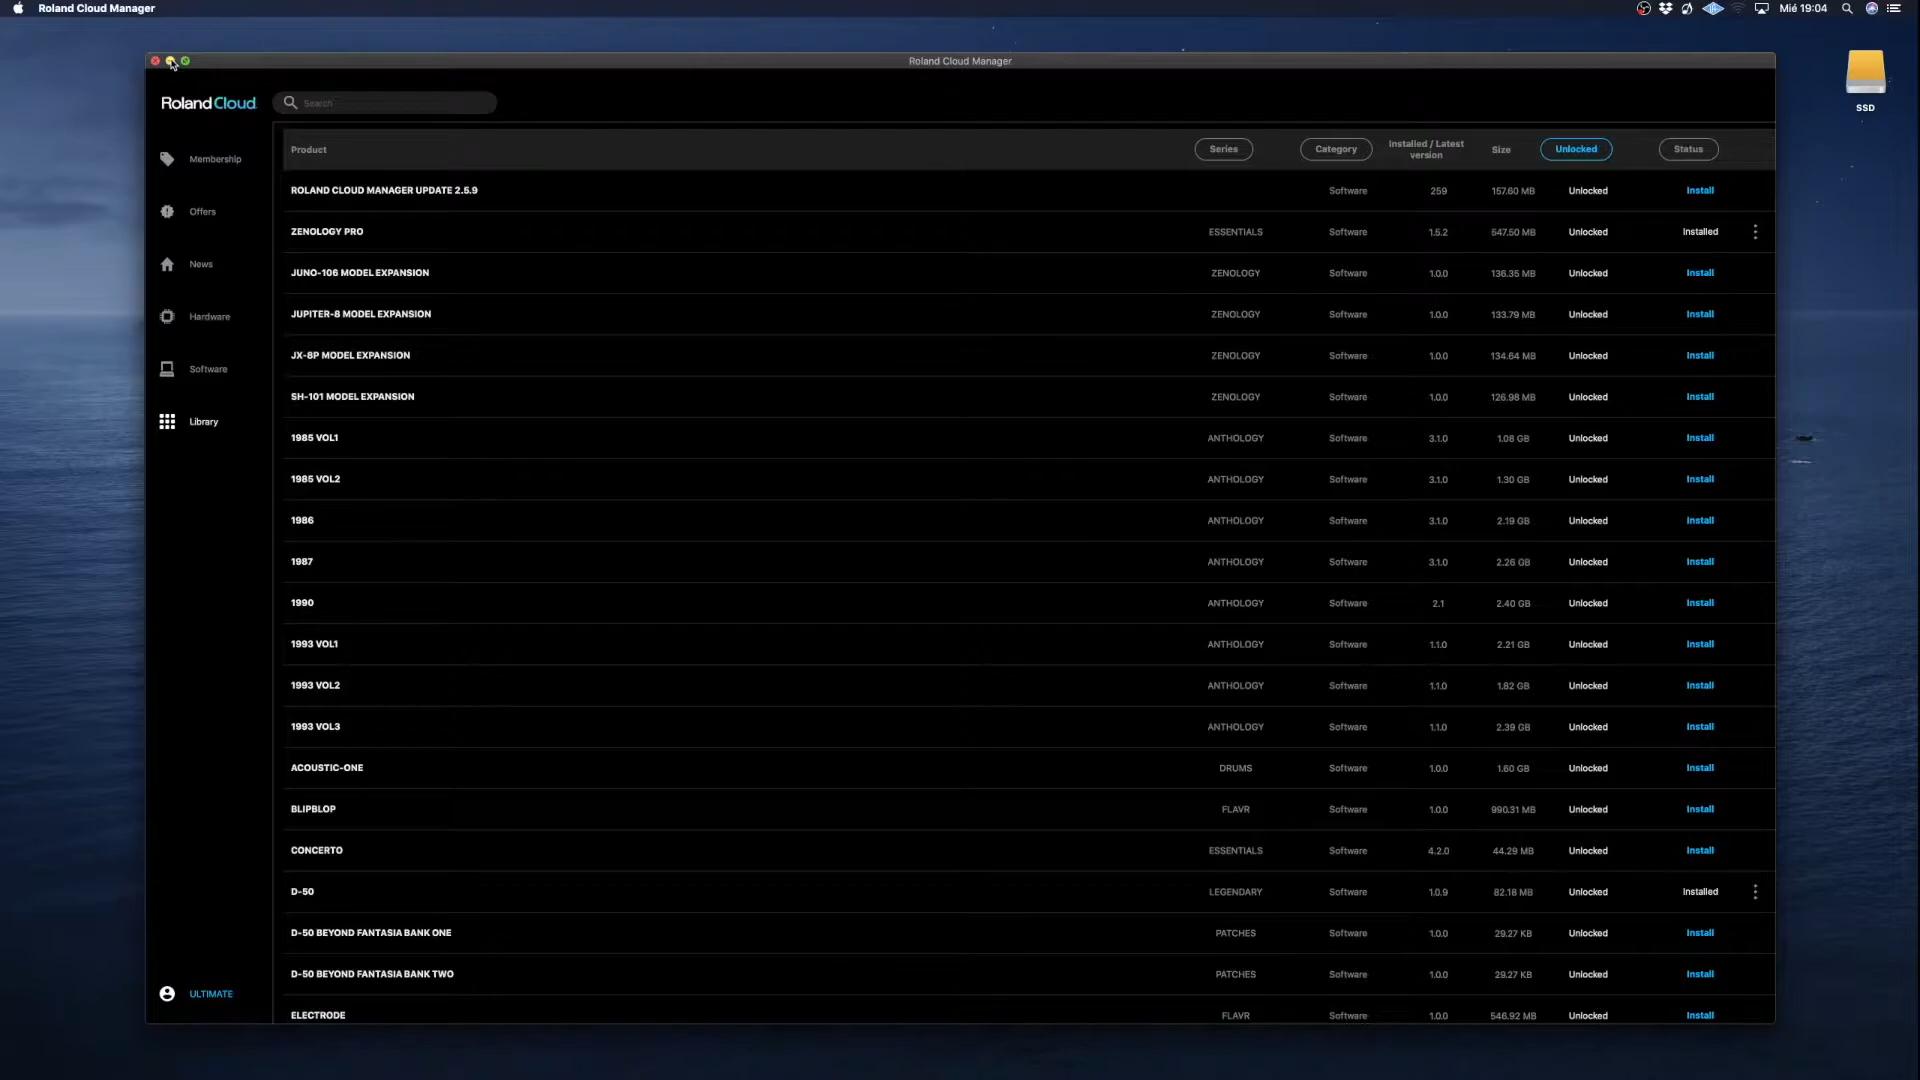 Roland Cloud Manager
Mié 19:04
Roland Cloud Manager
SSD
Roland Cloud
Search
Membership
Offers
News
Hardware
Software
Library
ULTIMATE
Product Series Category Installed / Latest version Size Unlocked Status
ROLAND CLOUD MANAGER UPDATE 2.5.9 Software 259 157.60 MB Unlocked Install
ZENOLOGY PRO ESSENTIALS Software 1.5.2 547.50 MB Unlocked Installed
JUNO-106 MODEL EXPANSION ZENOLOGY Software 1.0.0 136.35 MB Unlocked Install
JUPITER-8 MODEL EXPANSION ZENOLOGY Software 1.0.0 133.79 MB Unlocked Install
JX-8P MODEL EXPANSION ZENOLOGY Software 1.0.0 134.64 MB Unlocked Install
SH-101 MODEL EXPANSION ZENOLOGY Software 1.0.0 126.98 MB Unlocked Install
1985 VOL1 ANTHOLOGY Software 3.1.0 1.08 GB Unlocked Install
1985 VOL2 ANTHOLOGY Software 3.1.0 1.30 GB Unlocked Install
1986 ANTHOLOGY Software 3.1.0 2.19 GB Unlocked Install
1987 ANTHOLOGY Software 3.1.0 2.26 GB Unlocked Install
1990 ANTHOLOGY Software 2.1 2.40 GB Unlocked Install
1993 VOL1 ANTHOLOGY Software 1.1.0 2.21 GB Unlocked Install
1993 VOL2 ANTHOLOGY Software 1.1.0 1.82 GB Unlocked Install
1993 VOL3 ANTHOLOGY Software 1.1.0 2.39 GB Unlocked Install
ACOUSTIC-ONE DRUMS Software 1.0.0 1.60 GB Unlocked Install
BLIPBLOP FLAVR Software 1.0.0 990.31 MB Unlocked Install
CONCERTO ESSENTIALS Software 4.2.0 44.29 MB Unlocked Install
D-50 LEGENDARY Software 1.0.9 82.18 MB Unlocked Installed
D-50 BEYOND FANTASIA BANK ONE PATCHES Software 1.0.0 29.27 KB Unlocked Install
D-50 BEYOND FANTASIA BANK TWO PATCHES Software 1.0.0 29.27 KB Unlocked Install
ELECTRODE FLAVR Software 1.0.0 546.92 MB Unlocked Install